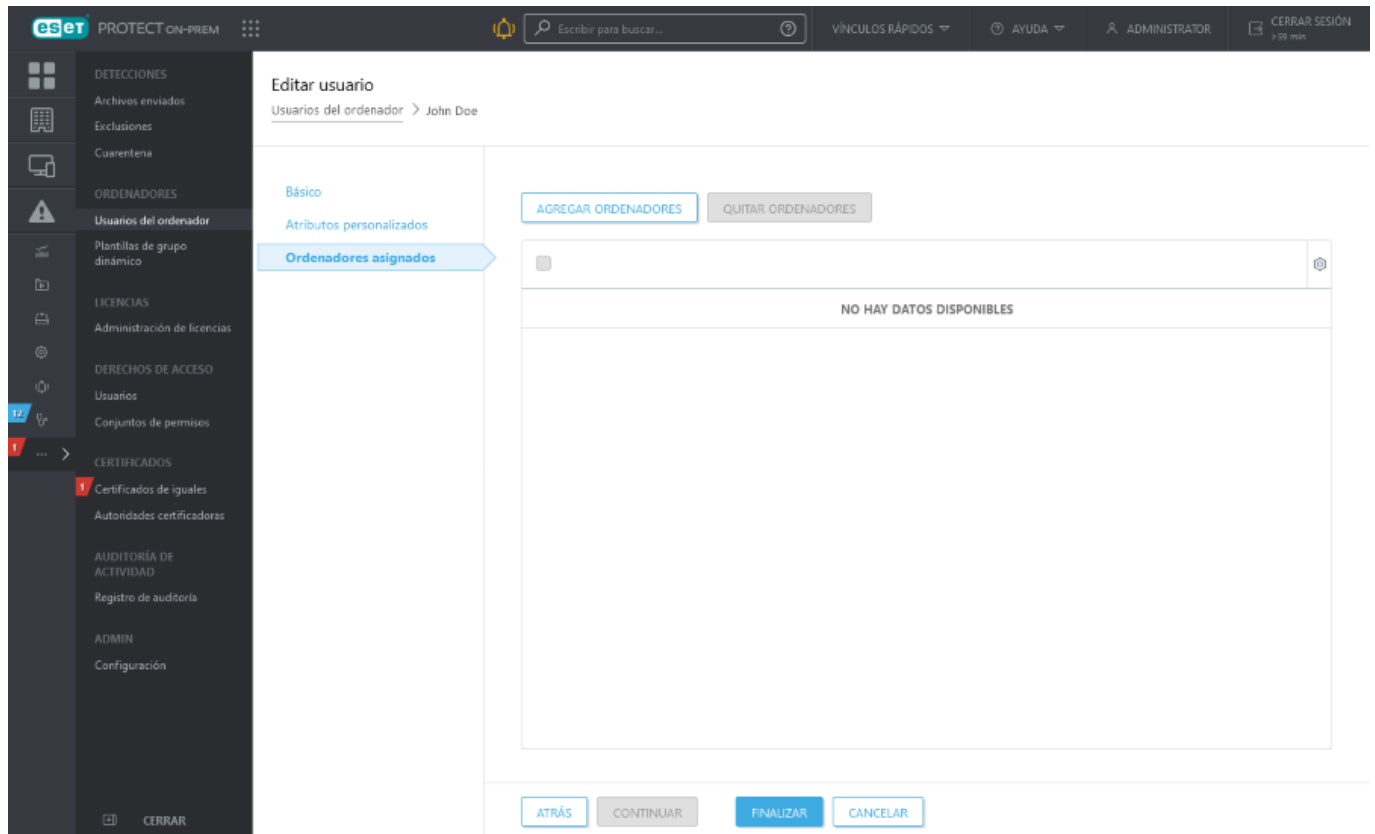 eset PROTECT ON-PREM
Escribir para buscar...
VÍNCULOS RÁPIDOS
AYUDA
ADMINISTRATOR
CERRAR SESIÓN
>59 min
DETECCIONES
Archivos enviados
Exclusiones
Cuarentena
ORDENADORES
Usuarios del ordenador
Plantillas de grupo
dinámico
LICENCIAS
Administración de licencias
DERECHOS DE ACCESO
Usuarios
Conjuntos de permisos
12
1
CERTIFICADOS
1
Certificados de iguales
Autoridades certificadoras
AUDITORÍA DE
ACTIVIDAD
Registro de auditoría
ADMIN
Configuración
CERRAR
Editar usuario
Usuarios del ordenador > John Doe
Básico
Atributos personalizados
Ordenadores asignados
AGREGAR ORDENADORES
QUITAR ORDENADORES
NO HAY DATOS DISPONIBLES
ATRÁS
CONTINUAR
FINALIZAR
CANCELAR